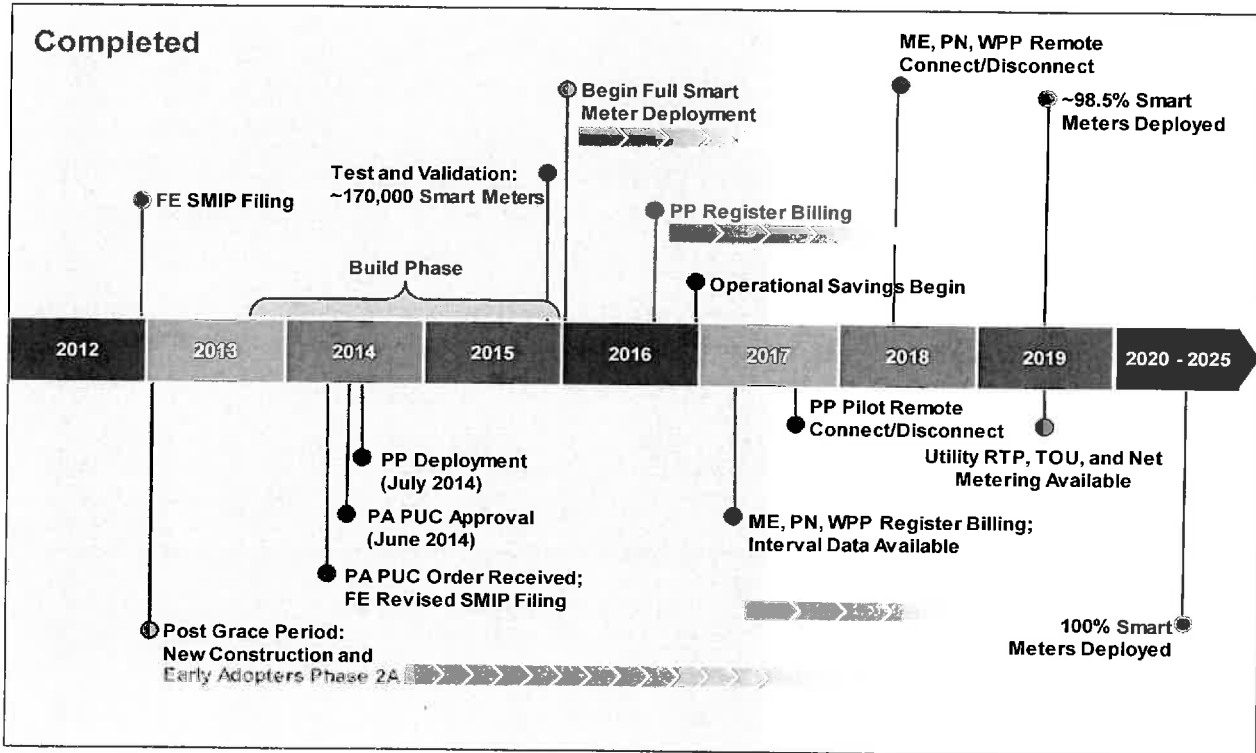 Completed
ME, PN, WPP Remote
Connect/Disconnect
Begin Full Smart
Meter Deployment
~98.5% Smart
Meters Deployed
Test and Validation:
~170,000 Smart Meters
FE SMIP Filing
PP Register Billing
Build Phase
Operational Savings Begin
2012
2013
2014
2015
2016
2017
2018
2019
2020 - 2025
PP Pilot Remote
Connect/Disconnect
PP Deployment
(July 2014)
Utility RTP, TOU, and Net
Metering Available
PA PUC Approval
(June 2014)
ME, PN, WPP Register Billing;
Interval Data Available
PA PUC Order Received;
FE Revised SMIP Filing
Post Grace Period:
New Construction and
Early Adopters Phase 2A
100% Smart
Meters Deployed